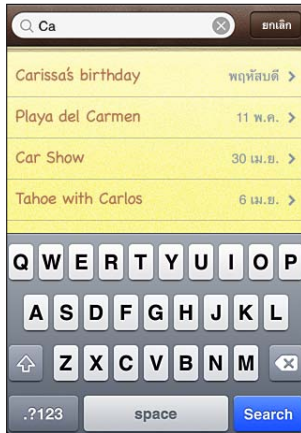 Ca
ยกเลิก
Carissa's birthday พฤหัสบดี
Playa del Carmen 11 พ.ค.
Car Show 30 เม.ย.
Tahoe with Carlos 6 เม.ย.
Q W E R T Y U I O P
A S D F G H J K L
Z X C V B N M
.?123 space Search